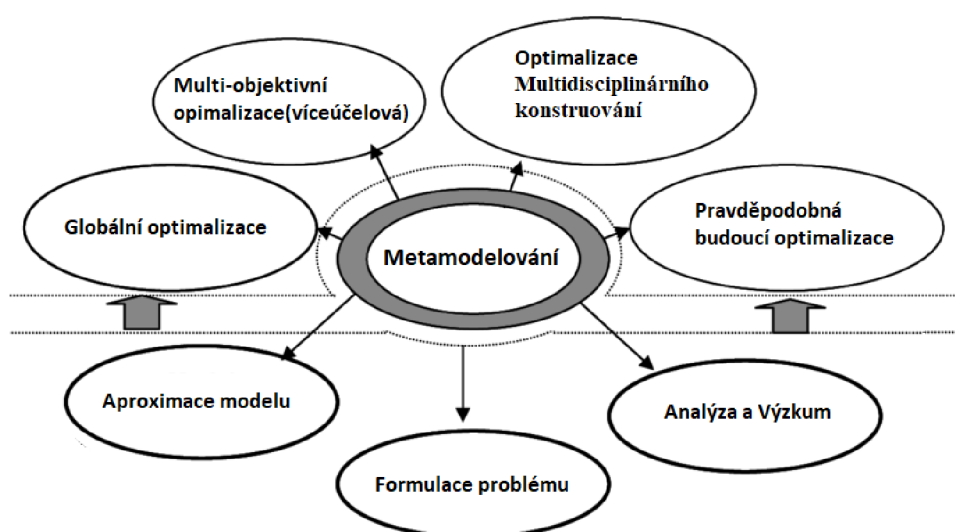 Optimalizace
Multidisciplinárního
konstruování
Multi-objektivní
opimalizace(víceúčelová)
Globální optimalizace
Pravděpodobná
budoucí optimalizace
Metamodelování
Aproximace modelu
Analýza a Výzkum
Formulace problému